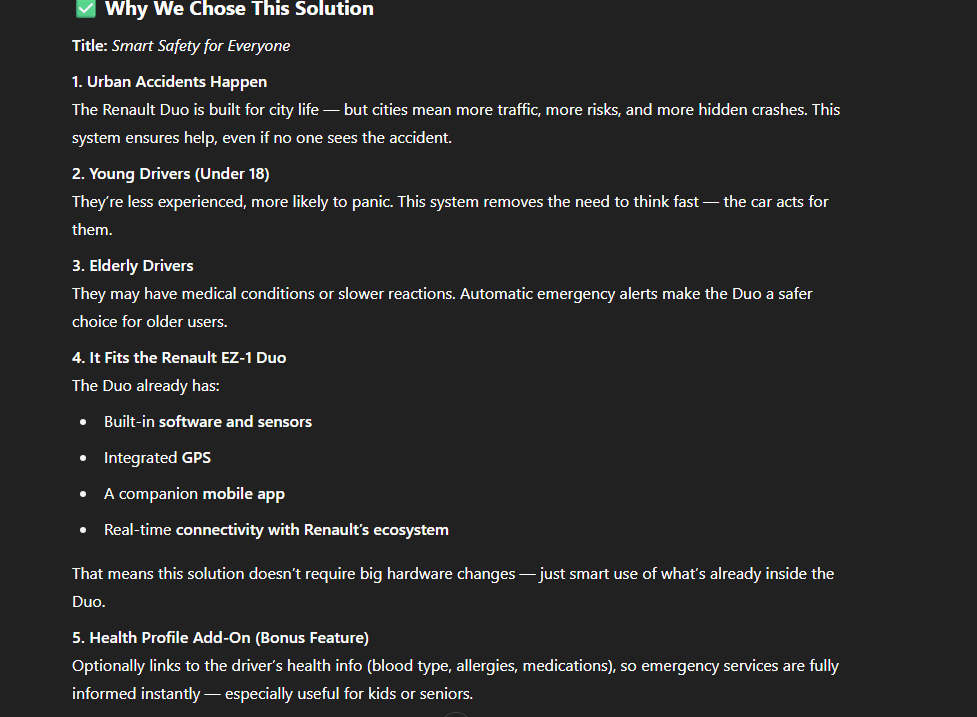 ✅ Why We Chose This Solution
Title: Smart Safety for Everyone
1. Urban Accidents Happen
The Renault Duo is built for city life — but cities mean more traffic, more risks, and more hidden crashes. This
system ensures help, even if no one sees the accident.
2. Young Drivers (Under 18)
They’re less experienced, more likely to panic. This system removes the need to think fast — the car acts for
them.
3. Elderly Drivers
They may have medical conditions or slower reactions. Automatic emergency alerts make the Duo a safer
choice for older users.
4. It Fits the Renault EZ-1 Duo
The Duo already has:
• Built-in software and sensors
• Integrated GPS
• A companion mobile app
• Real-time connectivity with Renault’s ecosystem
That means this solution doesn’t require big hardware changes — just smart use of what’s already inside the
Duo.
5. Health Profile Add-On (Bonus Feature)
Optionally links to the driver’s health info (blood type, allergies, medications), so emergency services are fully
informed instantly — especially useful for kids or seniors.